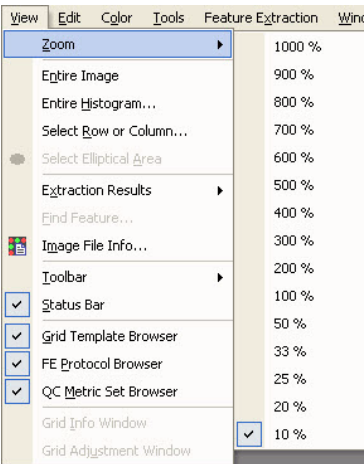 View Edit Color Tools Feature Extraction
Zoom
Entire Image
Entire Histogram...
Select Row or Column...
Select Elliptical Area
Extraction Results
Find Feature...
Image File Info...
Toolbar
Status Bar
Grid Template Browser
FE Protocol Browser
QC Metric Set Browser
Grid Info Window
Grid Adjustment Window
1000 %
900 %
800 %
700 %
600 %
500 %
400 %
300 %
200 %
100 %
50 %
33 %
25 %
20 %
10 %